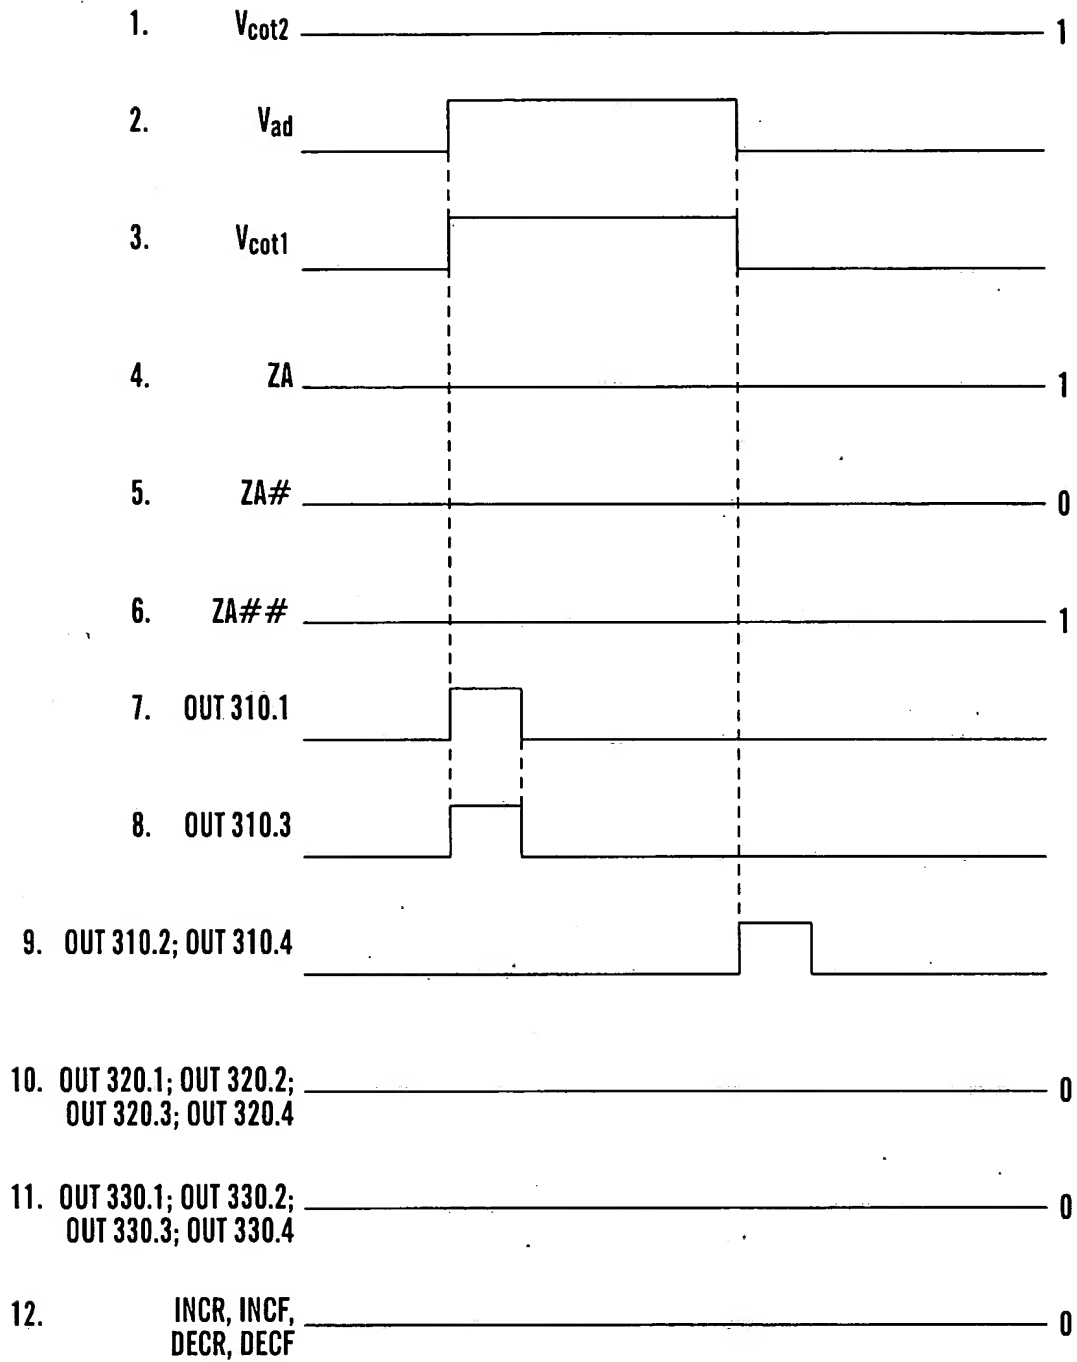 1. Vcot2 1
2. Vad
3. Vcot1
4. ZA 1
5. ZA# 0
6. ZA## 1
7. OUT 310.1
8. OUT 310.3
9. OUT 310.2; OUT 310.4
10. OUT 320.1; OUT 320.2; 0
OUT 320.3; OUT 320.4
11. OUT 330.1; OUT 330.2; 0
OUT 330.3; OUT 330.4
12. INCR, INCF, 0
DECR, DECF